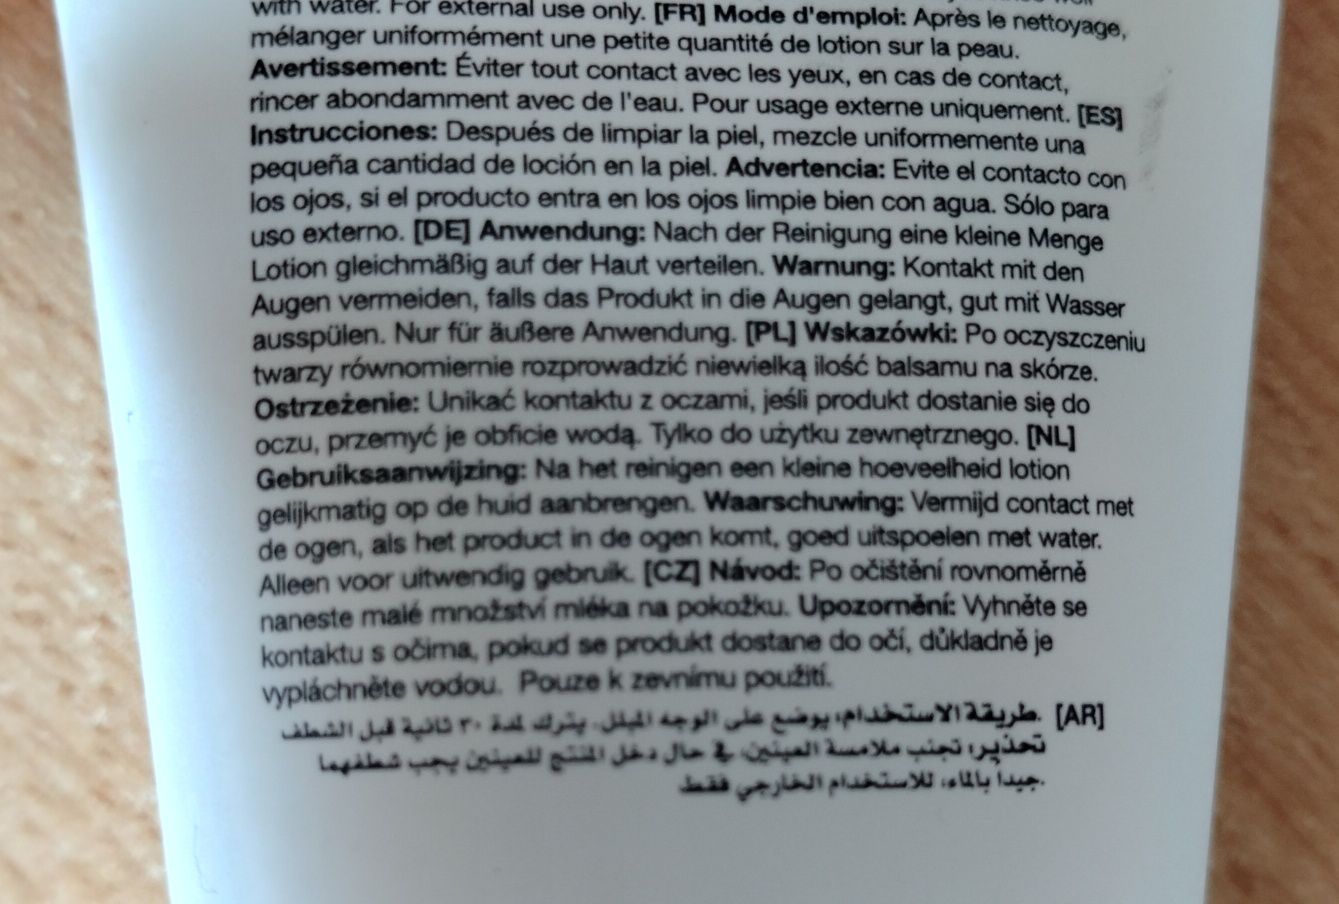 with water. For external use only. [FR] Mode d'emploi: Après le nettoyage,
mélanger uniformément une petite quantité de lotion sur la peau.
Avertissement: Éviter tout contact avec les yeux, en cas de contact,
rincer abondamment avec de l'eau. Pour usage externe uniquement. [ES]
Instrucciones: Después de limpiar la piel, mezcle uniformemente una
pequeña cantidad de loción en la piel. Advertencia: Evite el contacto con
los ojos, si el producto entra en los ojos limpie bien con agua. Sólo para
uso externo. [DE] Anwendung: Nach der Reinigung eine kleine Menge
Lotion gleichmäßig auf der Haut verteilen. Warnung: Kontakt mit den
Augen vermeiden, falls das Produkt in die Augen gelangt, gut mit Wasser
ausspülen. Nur für äußere Anwendung. [PL] Wskazówki: Po oczyszczeniu
twarzy równomiernie rozprowadzić niewielką ilość balsamu na skórze.
Ostrzeżenie: Unikać kontaktu z oczami, jeśli produkt dostanie się do
oczu, przemyć je obficie wodą. Tylko do użytku zewnętrznego. [NL]
Gebruiksaanwijzing: Na het reinigen een kleine hoeveelheid lotion
gelijkmatig op de huid aanbrengen. Waarschuwing: Vermijd contact met
de ogen, als het product in de ogen komt, goed uitspoelen met water.
Alleen voor uitwendig gebruik. [CZ] Návod: Po očištění rovnoměrně
naneste malé množství mléka na pokožku. Upozornění: Vyhněte se
kontaktu s očima, pokud se produkt dostane do očí, důkladně je
vypláchněte vodou. Pouze k zevnímu použití.
[AR] طريقة الاستخدام: يوضع على الوجه المبلل. يترك لمدة ٣٠ ثانية قبل الشطف.
تحذير: تجنب ملامسة العينين، في حال دخل المنتج للعينين يجب شطفهما
جيدا بالماء، للاستخدام الخارجي فقط.